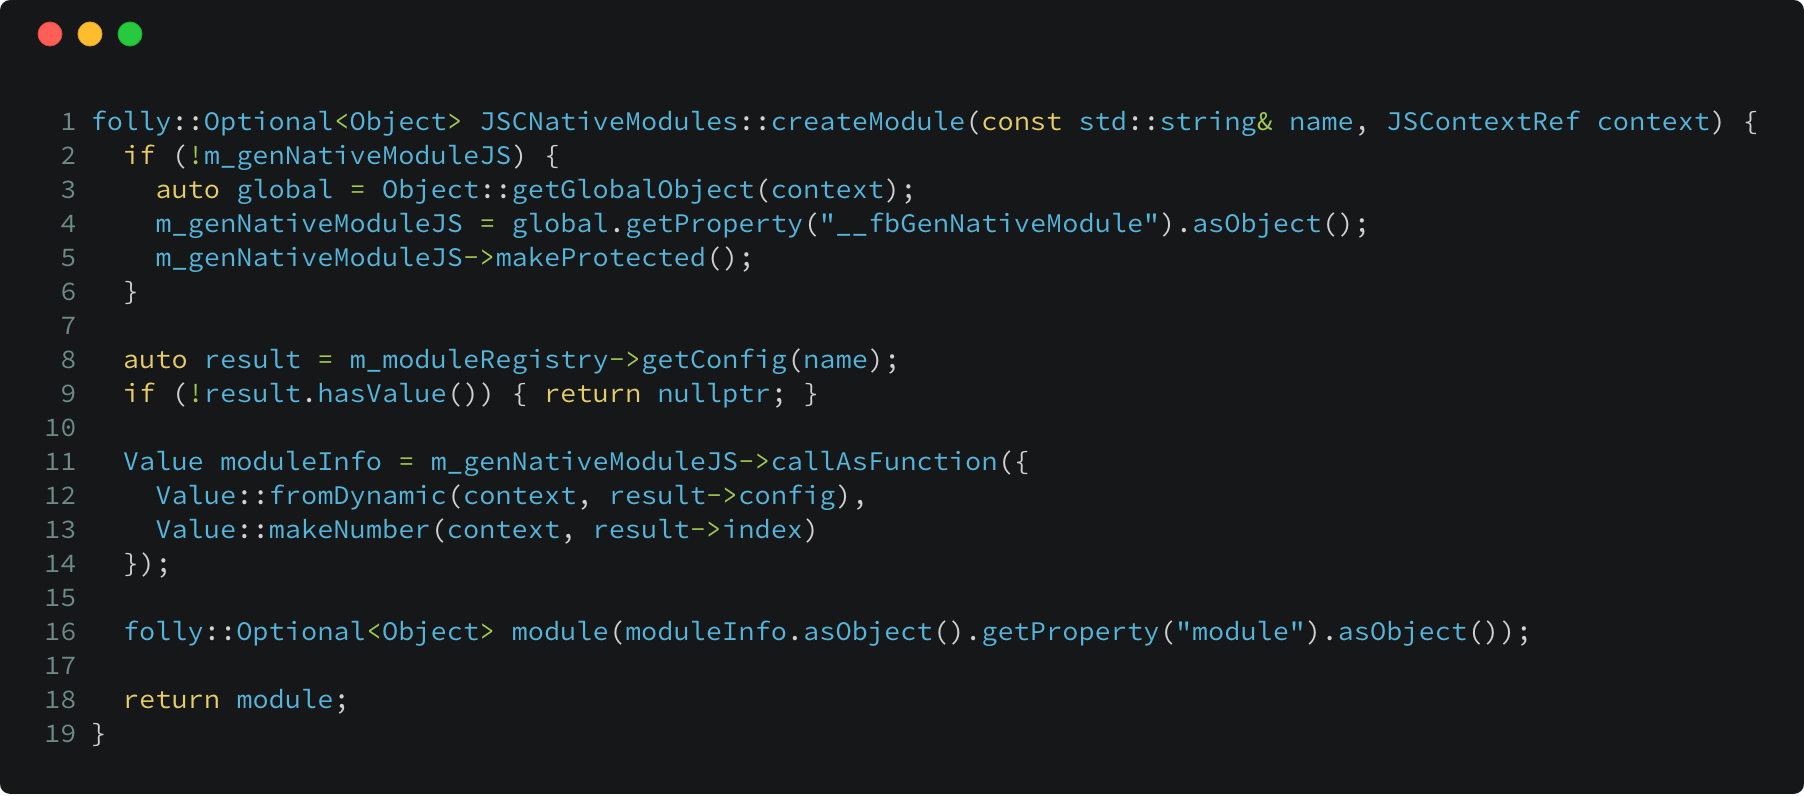 1 folly::Optional<Object> JSCNativeModules::createModule(const std::string& name, JSContextRef context) {
2   if (!m_genNativeModuleJS) {
3     auto global = Object::getGlobalObject(context);
4     m_genNativeModuleJS = global.getProperty("__fbGenNativeModule").asObject();
5     m_genNativeModuleJS->makeProtected();
6   }
7
8   auto result = m_moduleRegistry->getConfig(name);
9   if (!result.hasValue()) { return nullptr; }
10
11   Value moduleInfo = m_genNativeModuleJS->callAsFunction({
12     Value::fromDynamic(context, result->config),
13     Value::makeNumber(context, result->index)
14   });
15
16   folly::Optional<Object> module(moduleInfo.asObject().getProperty("module").asObject());
17
18   return module;
19 }